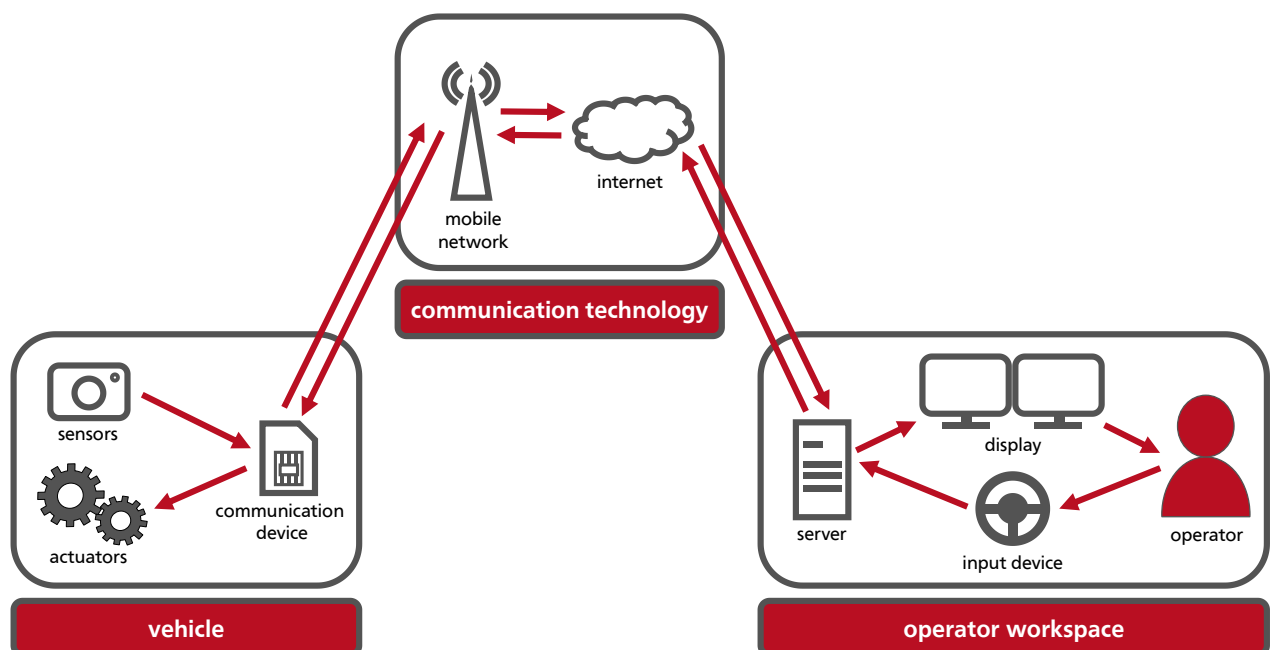 mobile
network
internet
communication technology
sensors
actuators
communication
device
vehicle
server
display
input device
operator
operator workspace